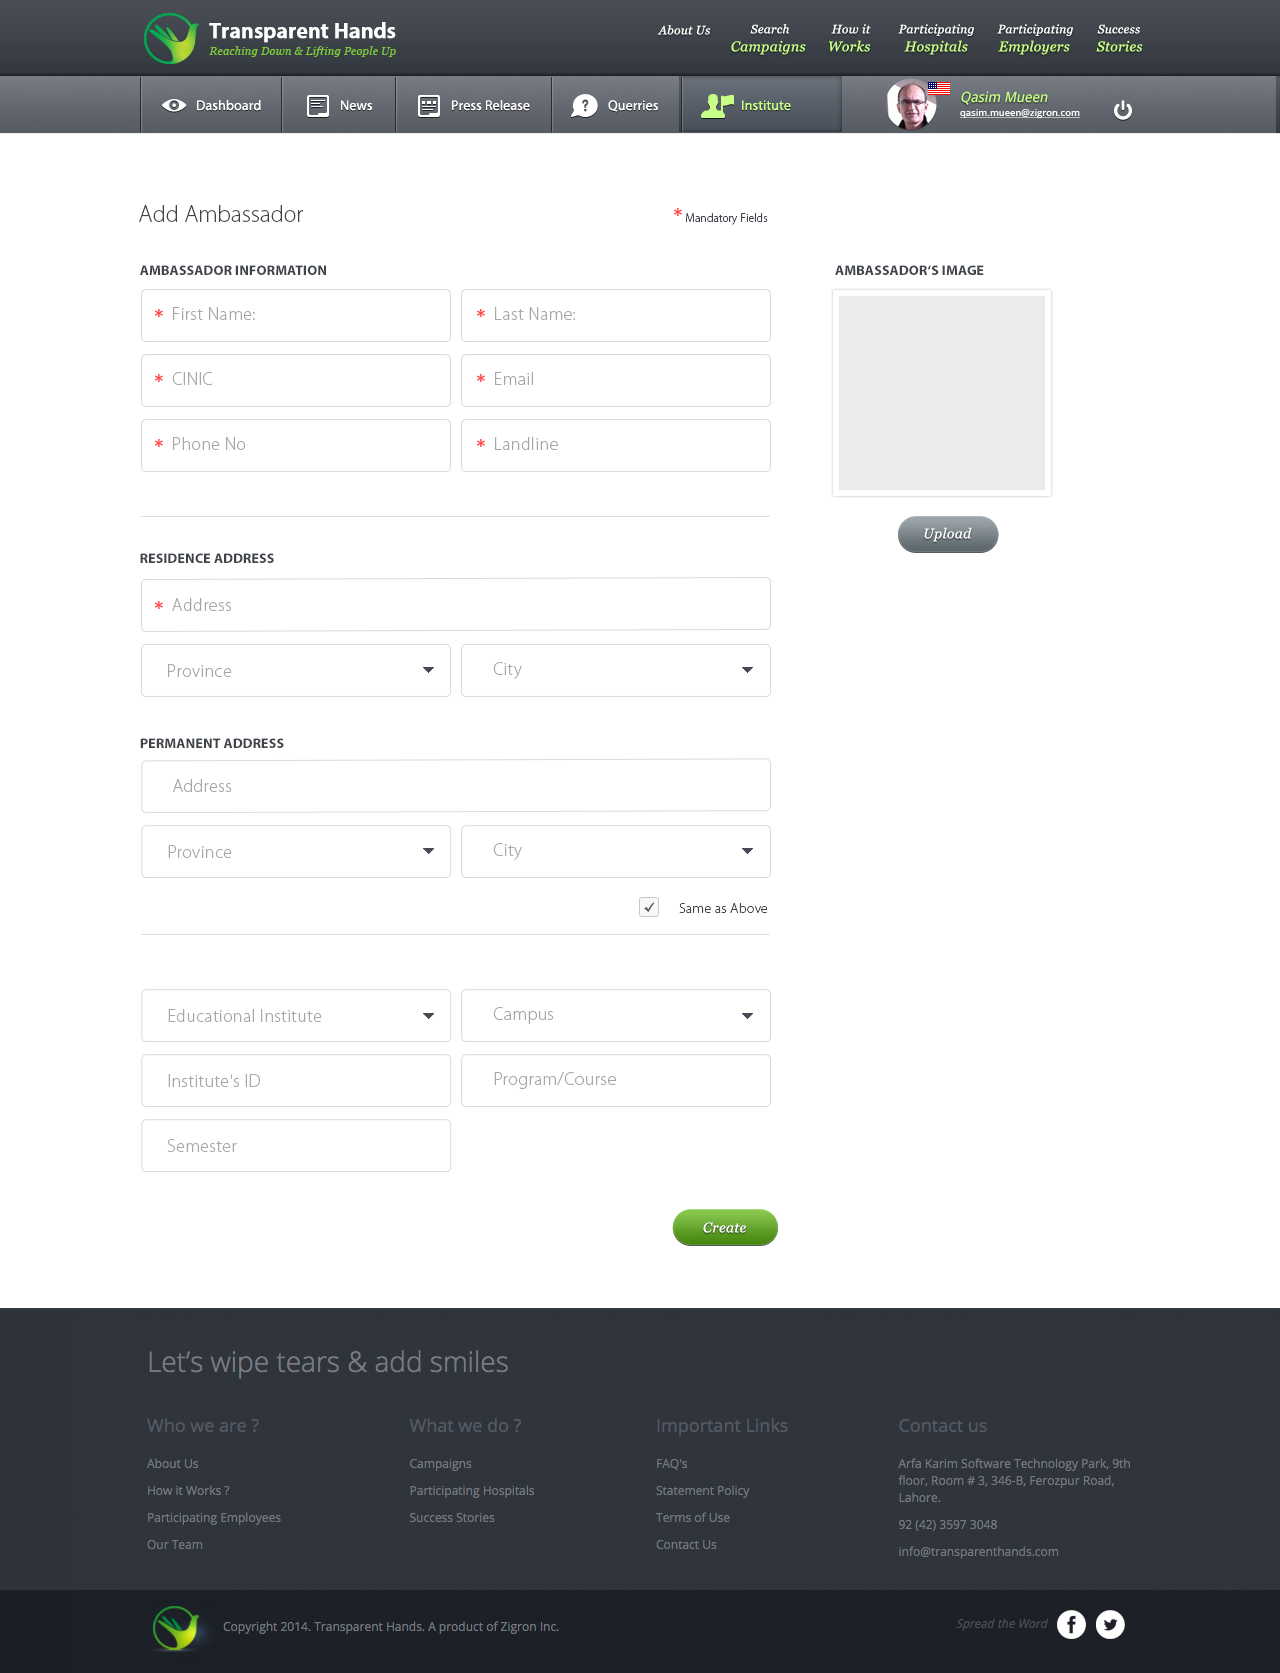 Transparent Hands
Reaching Down & Lifting People Up
About Us
Search
Campaigns
How it
Works
Participating
Hospitals
Participating
Employers
Success
Stories
Dashboard
News
Press Release
Querries
Institute
Qasim Mueen
qasim.mueen@zigron.com
Add Ambassador
* Mandatory Fields
AMBASSADOR INFORMATION
AMBASSADOR'S IMAGE
* First Name:
* Last Name:
* CINIC
* Email
* Phone No
* Landline
Upload
RESIDENCE ADDRESS
* Address
Province
City
PERMANENT ADDRESS
Address
Province
City
Same as Above
Educational Institute
Campus
Institute's ID
Program/Course
Semester
Create
Let's wipe tears & add smiles
Who we are ?
About Us
How it Works ?
Participating Employees
Our Team
What we do ?
Campaigns
Participating Hospitals
Success Stories
Important Links
FAQ's
Statement Policy
Terms of Use
Contact Us
Contact us
Arfa Karim Software Technology Park, 9th
floor, Room # 3, 346-B, Ferozpur Road,
Lahore.
92 (42) 3597 3048
info@transparenthands.com
Copyright 2014. Transparent Hands. A product of Zigron Inc.
Spread the Word